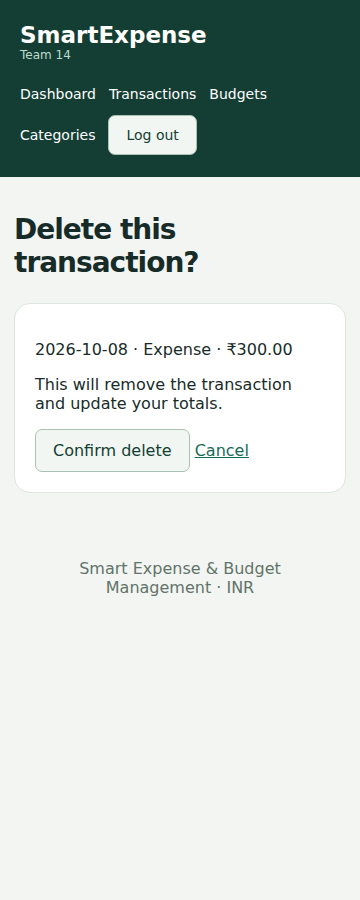 SmartExpense
Team 14
Dashboard Transactions Budgets
Categories Log out
Delete this
transaction?
2026-10-08 · Expense · ₹300.00
This will remove the transaction
and update your totals.
Confirm delete Cancel
Smart Expense & Budget
Management · INR